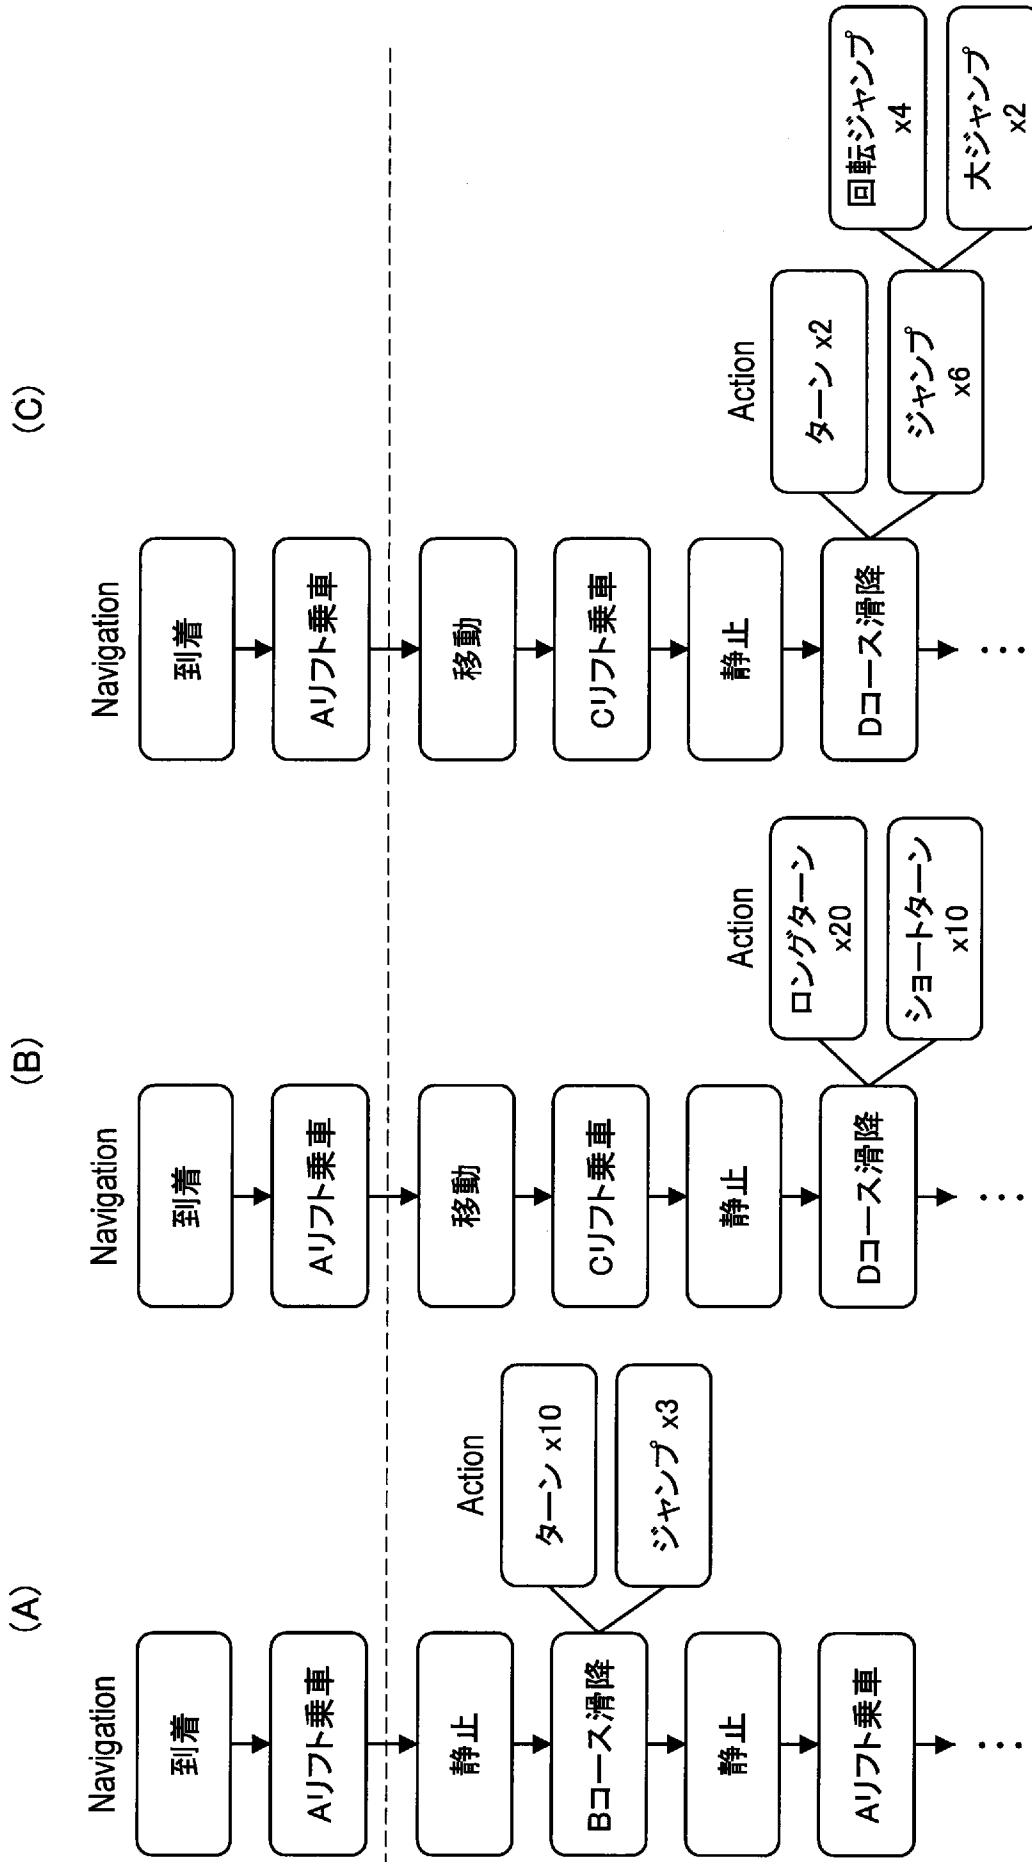 (A)
Navigation
到着
Aリフト乗車
静止
Bコース滑降
静止
Aリフト乗車
Action
ターン x10
ジャンプ x3
(B)
Navigation
到着
Aリフト乗車
移動
Cリフト乗車
静止
Dコース滑降
Action
ロングターン
x20
ショートターン
x10
(C)
Navigation
到着
Aリフト乗車
移動
Cリフト乗車
静止
Dコース滑降
Action
ターン x2
ジャンプ
x6
回転ジャンプ
x4
大ジャンプ
x2